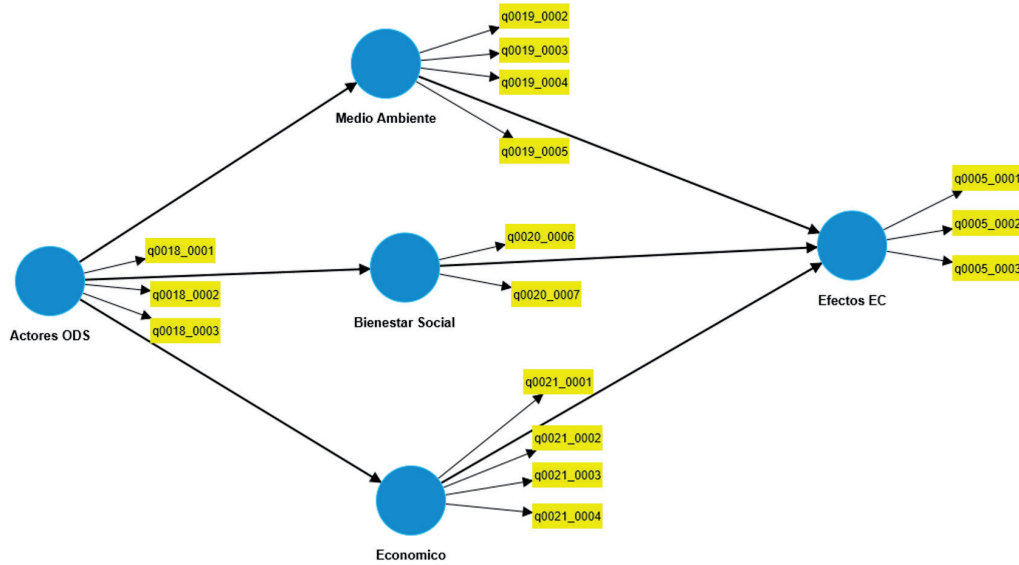 q0019_0002
q0019_0003
q0019_0004
Medio Ambiente
q0019_0005
q0005_0001
q0005_0002
q0005_0003
Efectos EC
q0020_0006
q0020_0007
Bienestar Social
q0018_0001
q0018_0002
q0018_0003
Actores ODS
q0021_0001
q0021_0002
q0021_0003
q0021_0004
Economico